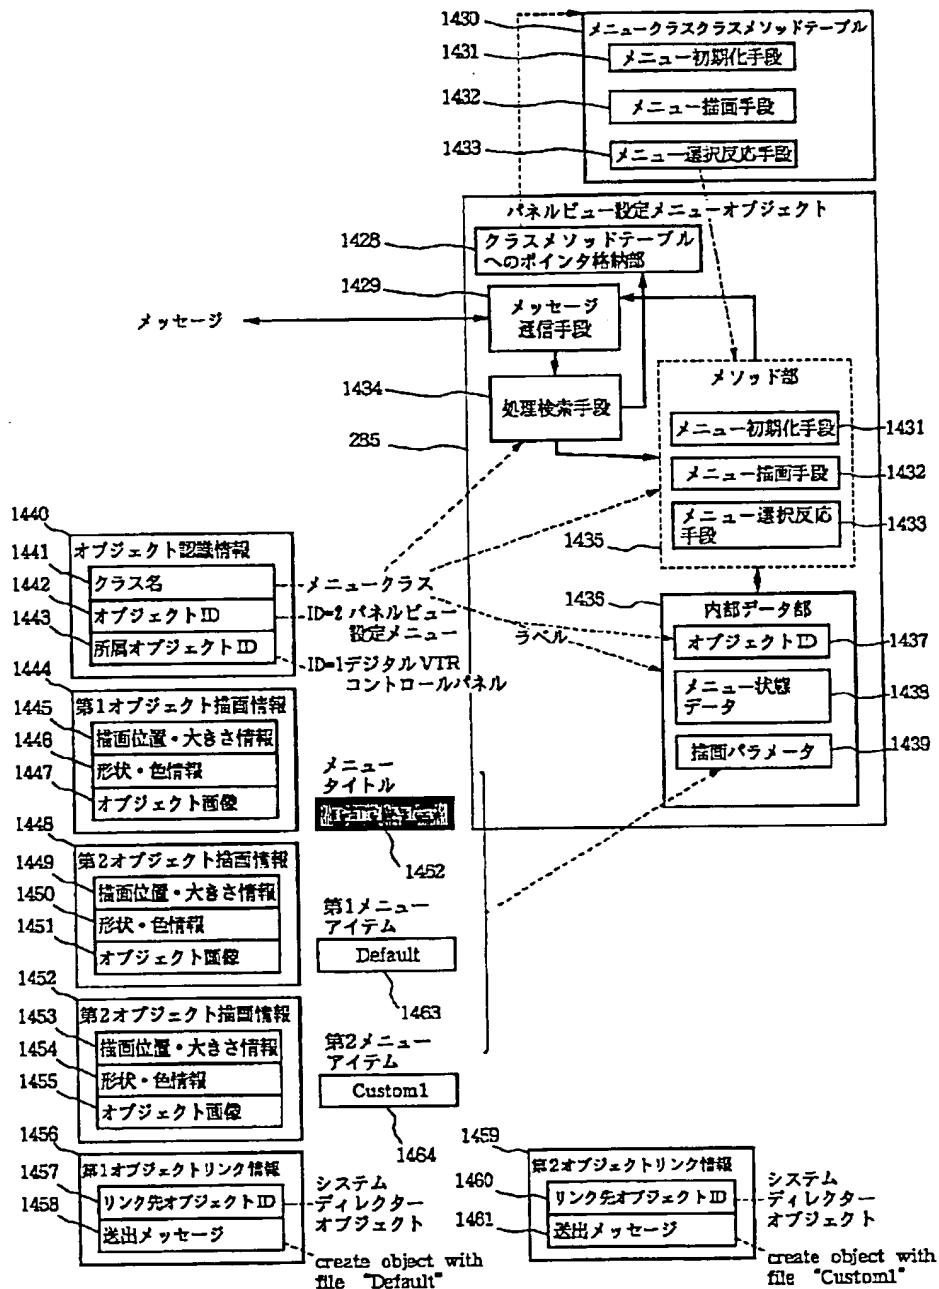 1430
メニュークラスクラスメソッドテーブル
1431
メニュー初期化手段
1432
メニュー描画手段
1433
メニュー選択反応手段
パネルビュー設定メニューオブジェクト
1428
クラスメソッドテーブル
へのポインタ格納部
1429
メッセージ
通信手段
メッセージ
1434
処理検索手段
285
メソッド部
メニュー初期化手段
1431
メニュー描画手段
1432
メニュー選択反応
手段
1433
1435
1436
内部データ部
オブジェクトID
1437
メニュー状態
データ
1438
描画パラメータ
1439
1440
オブジェクト認識情報
1441
クラス名
メニュークラス
1442
オブジェクトID
ID=2 パネルビュー
設定メニュー
ラベル
1443
所属オブジェクトID
ID=1デジタルVTR
コントロールパネル
1444
第1オブジェクト描画情報
1445
描画位置・大きさ情報
1446
形状・色情報
1447
オブジェクト画像
メニュー
タイトル
1462
1448
第2オブジェクト描画情報
1449
描画位置・大きさ情報
1450
形状・色情報
1451
オブジェクト画像
第1メニュー
アイテム
Default
1463
1452
第2オブジェクト描画情報
1453
描画位置・大きさ情報
1454
形状・色情報
1455
オブジェクト画像
第2メニュー
アイテム
Custom1
1464
1456
第1オブジェクトリンク情報
1457
リンク先オブジェクトID
1458
送出メッセージ
システム
ディレクター
オブジェクト
create object with
file "Default"
1459
第2オブジェクトリンク情報
1460
リンク先オブジェクトID
1461
送出メッセージ
システム
ディレクター
オブジェクト
create object with
file "Custom1"